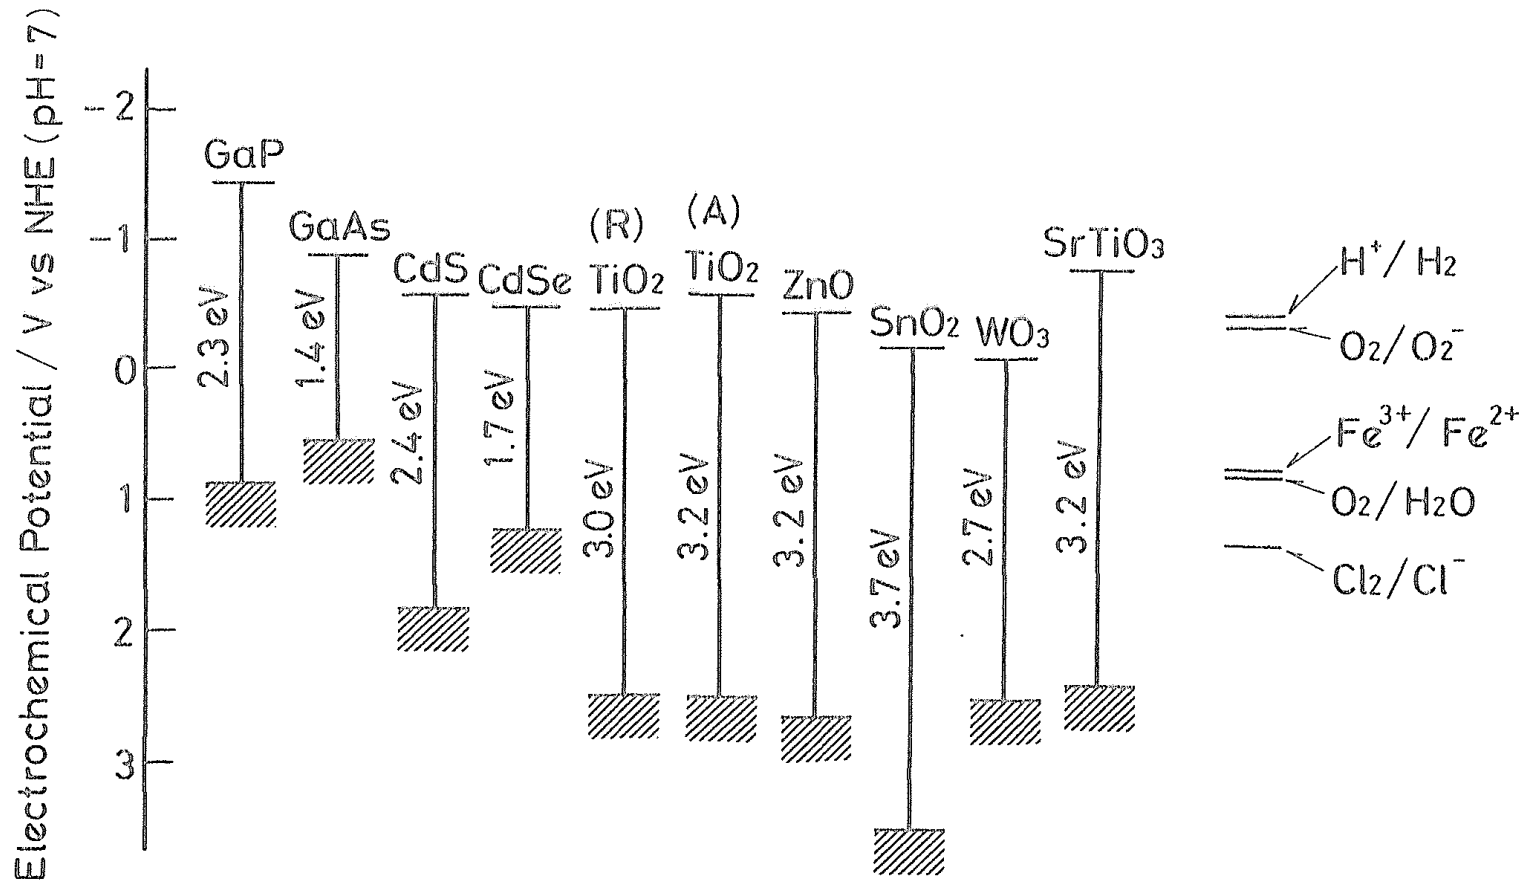 Electrochemical Potential / V vs NHE (pH=7)
-2
-1
0
1
2
3
GaP
2.3 eV
GaAs
1.4 eV
CdS
2.4 eV
CdSe
1.7 eV
(R)
TiO2
3.0 eV
(A)
TiO2
3.2 eV
ZnO
3.2 eV
SnO2
3.7 eV
WO3
2.7 eV
SrTiO3
3.2 eV
H⁺/H2
O2/O2⁻
Fe³⁺/Fe²⁺
O2/H2O
Cl2/Cl⁻